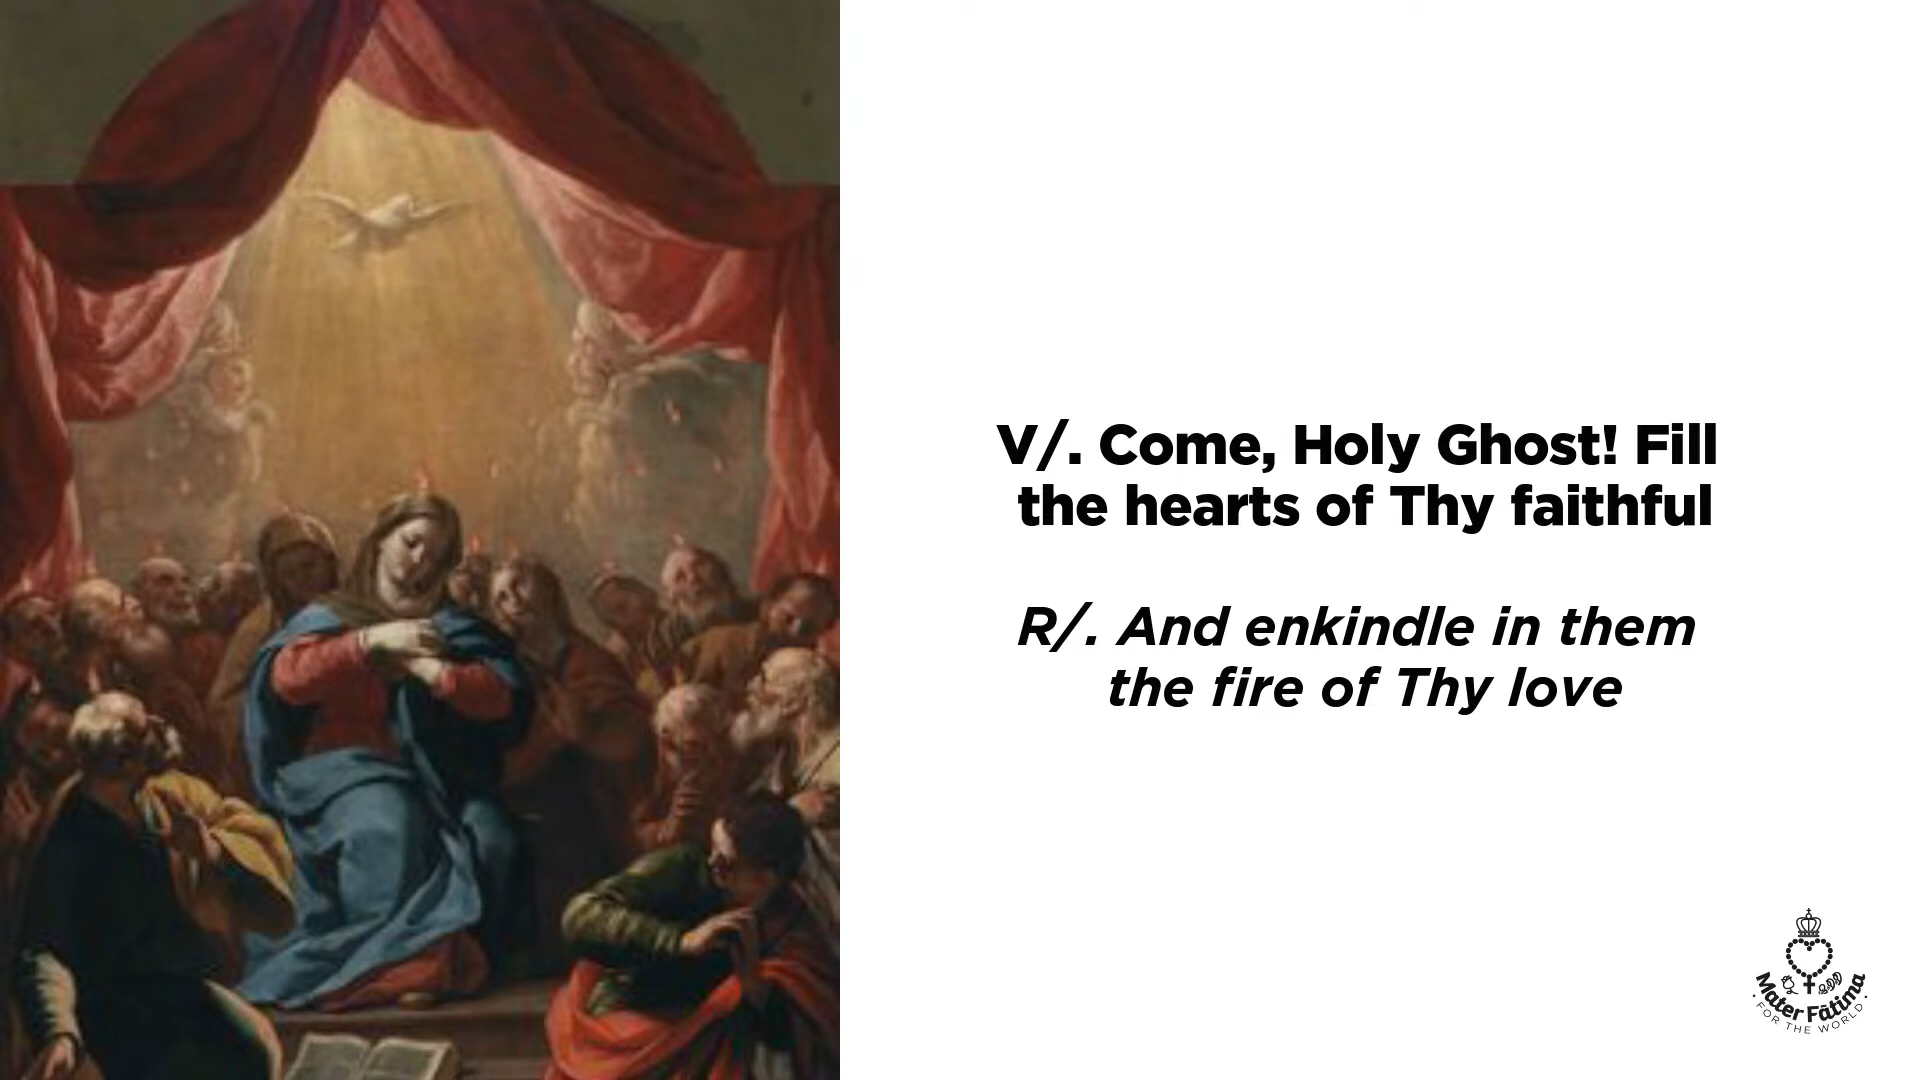 V/. Come, Holy Ghost! Fill
the hearts of Thy faithful
R/. And enkindle in them
the fire of Thy love
Mater Fátima
· FOR THE WORLD ·